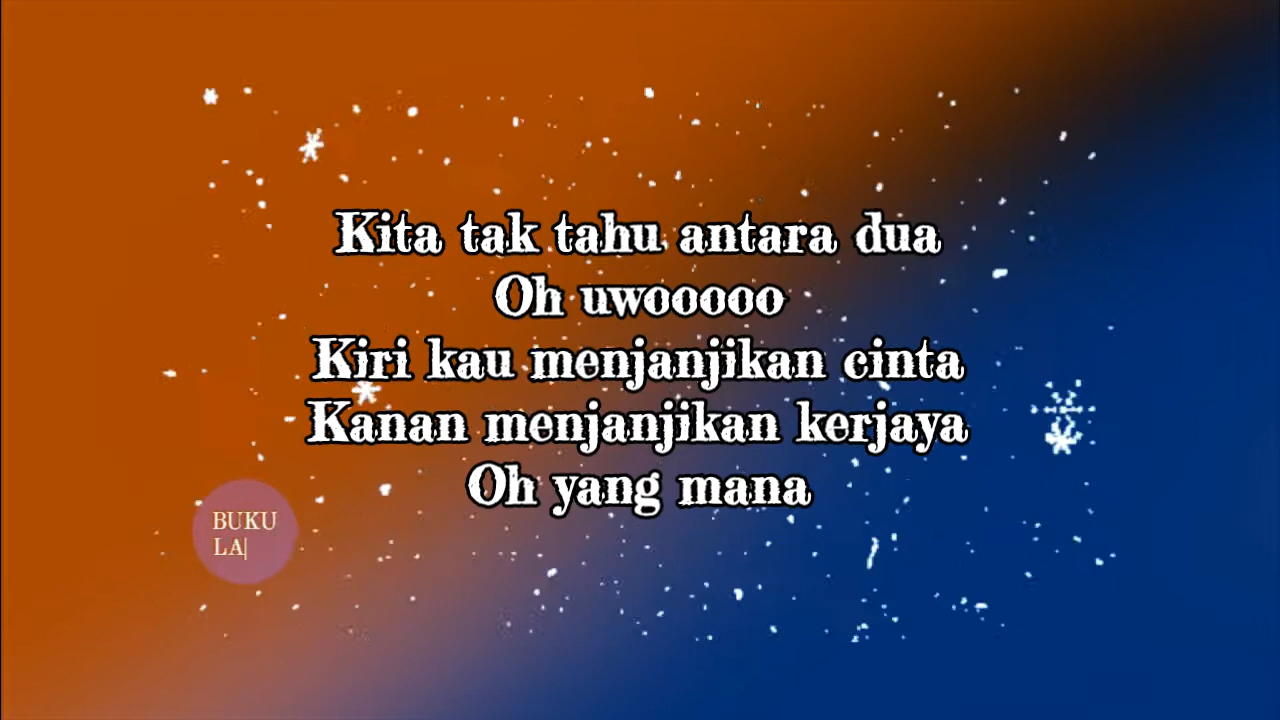 Kita tak tahu antara dua
Oh uwooooo
Kiri kau menjanjikan cinta
Kanan menjanjikan kerjaya
Oh yang mana
BUKU
LA|